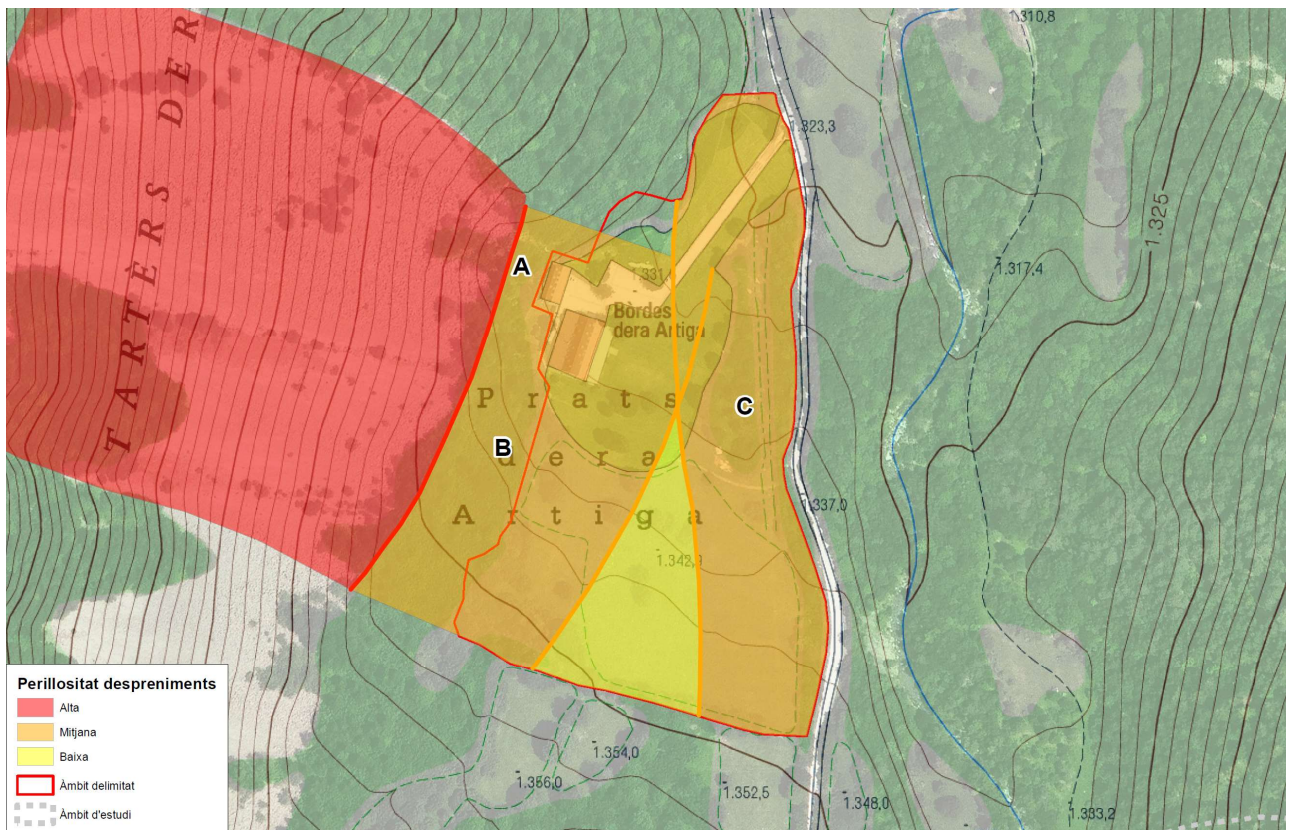 1.310,8
TARTÈRS DER
1.323,3
1.325
A
1.317,4
1.331,
Bòrdes
dera Artiga
Prats
C
B
dera
1.337,0
Artiga
1.342,9
Perillositat despreniments
Alta
Mitjana
Baixa
Àmbit delimitat
Àmbit d'estudi
1.354,0
1.356,0
1.352,5
1.348,0
1.333,2